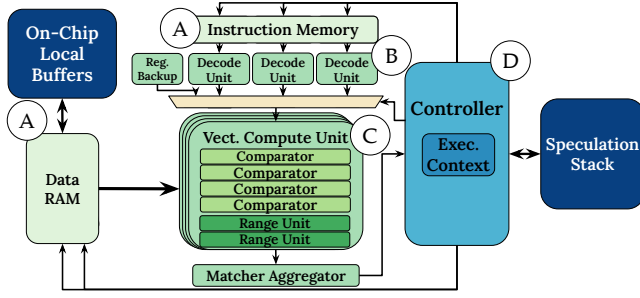 On-Chip
Local
Buffers
A
Instruction Memory
Reg.
Backup
Decode
Unit
Decode
Unit
Decode
Unit
B
A
Data
RAM
Vect. Compute Unit
C
Comparator
Comparator
Comparator
Comparator
Range Unit
Range Unit
Matcher Aggregator
D
Controller
Exec.
Context
Speculation
Stack